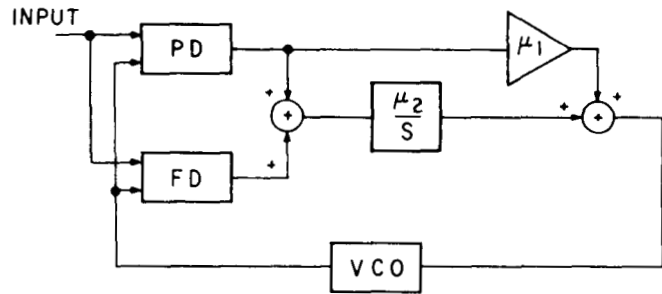 INPUT
PD
μ1
+
+
+
+
+
+
μ2
S
FD
VCO